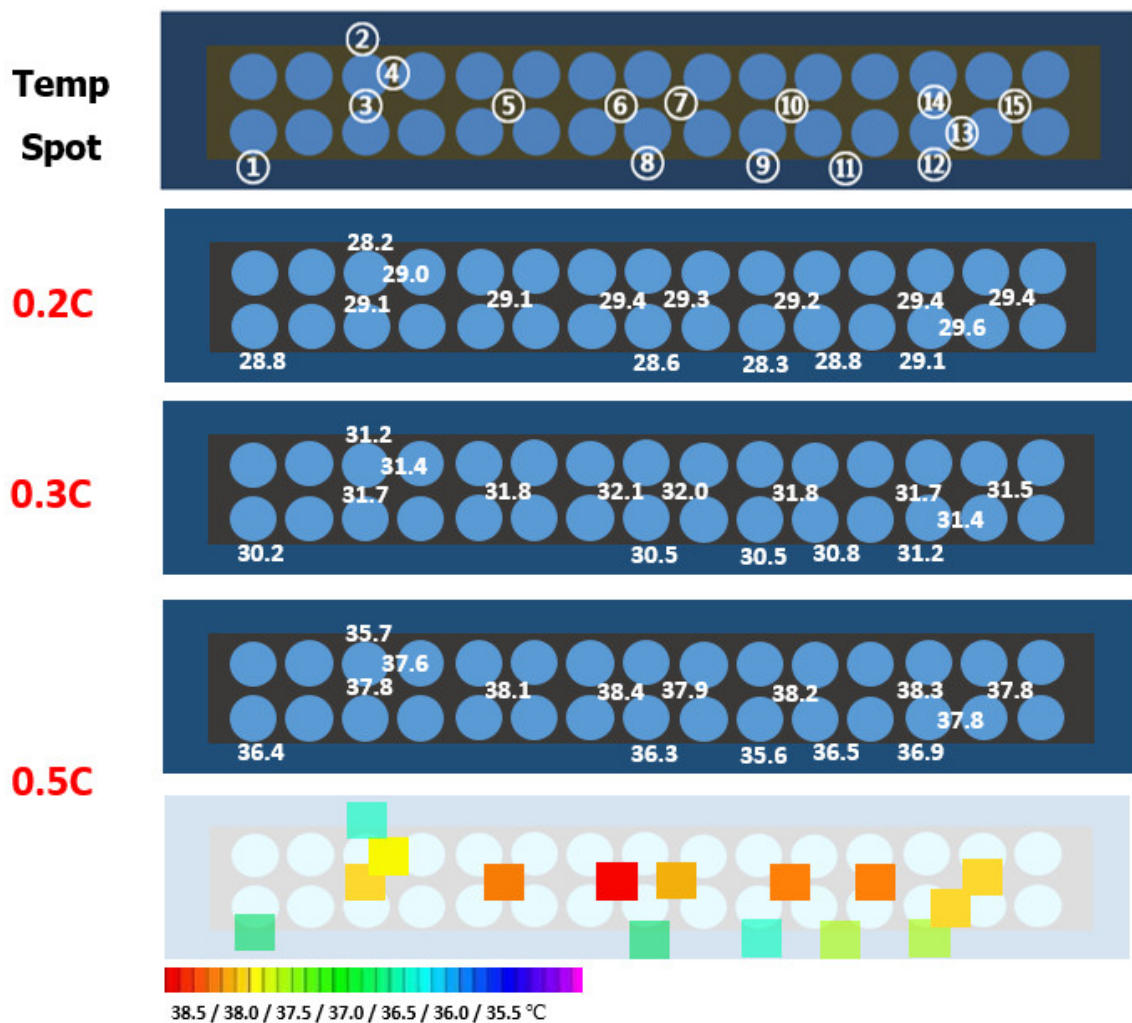 Temp
Spot
② 
④
③ ⑤ ⑥ ⑦ ⑩ ⑭ ⑮
⑬
① ⑧ ⑨ ⑪ ⑫
0.2C
28.2
29.0
29.1 29.1 29.4 29.3 29.2 29.4 29.4
29.6
28.8 28.6 28.3 28.8 29.1
0.3C
31.2
31.4
31.7 31.8 32.1 32.0 31.8 31.7 31.5
31.4
30.2 30.5 30.5 30.8 31.2
0.5C
35.7
37.6
37.8 38.1 38.4 37.9 38.2 38.3 37.8
37.8
36.4 36.3 35.6 36.5 36.9
38.5 / 38.0 / 37.5 / 37.0 / 36.5 / 36.0 / 35.5 °C